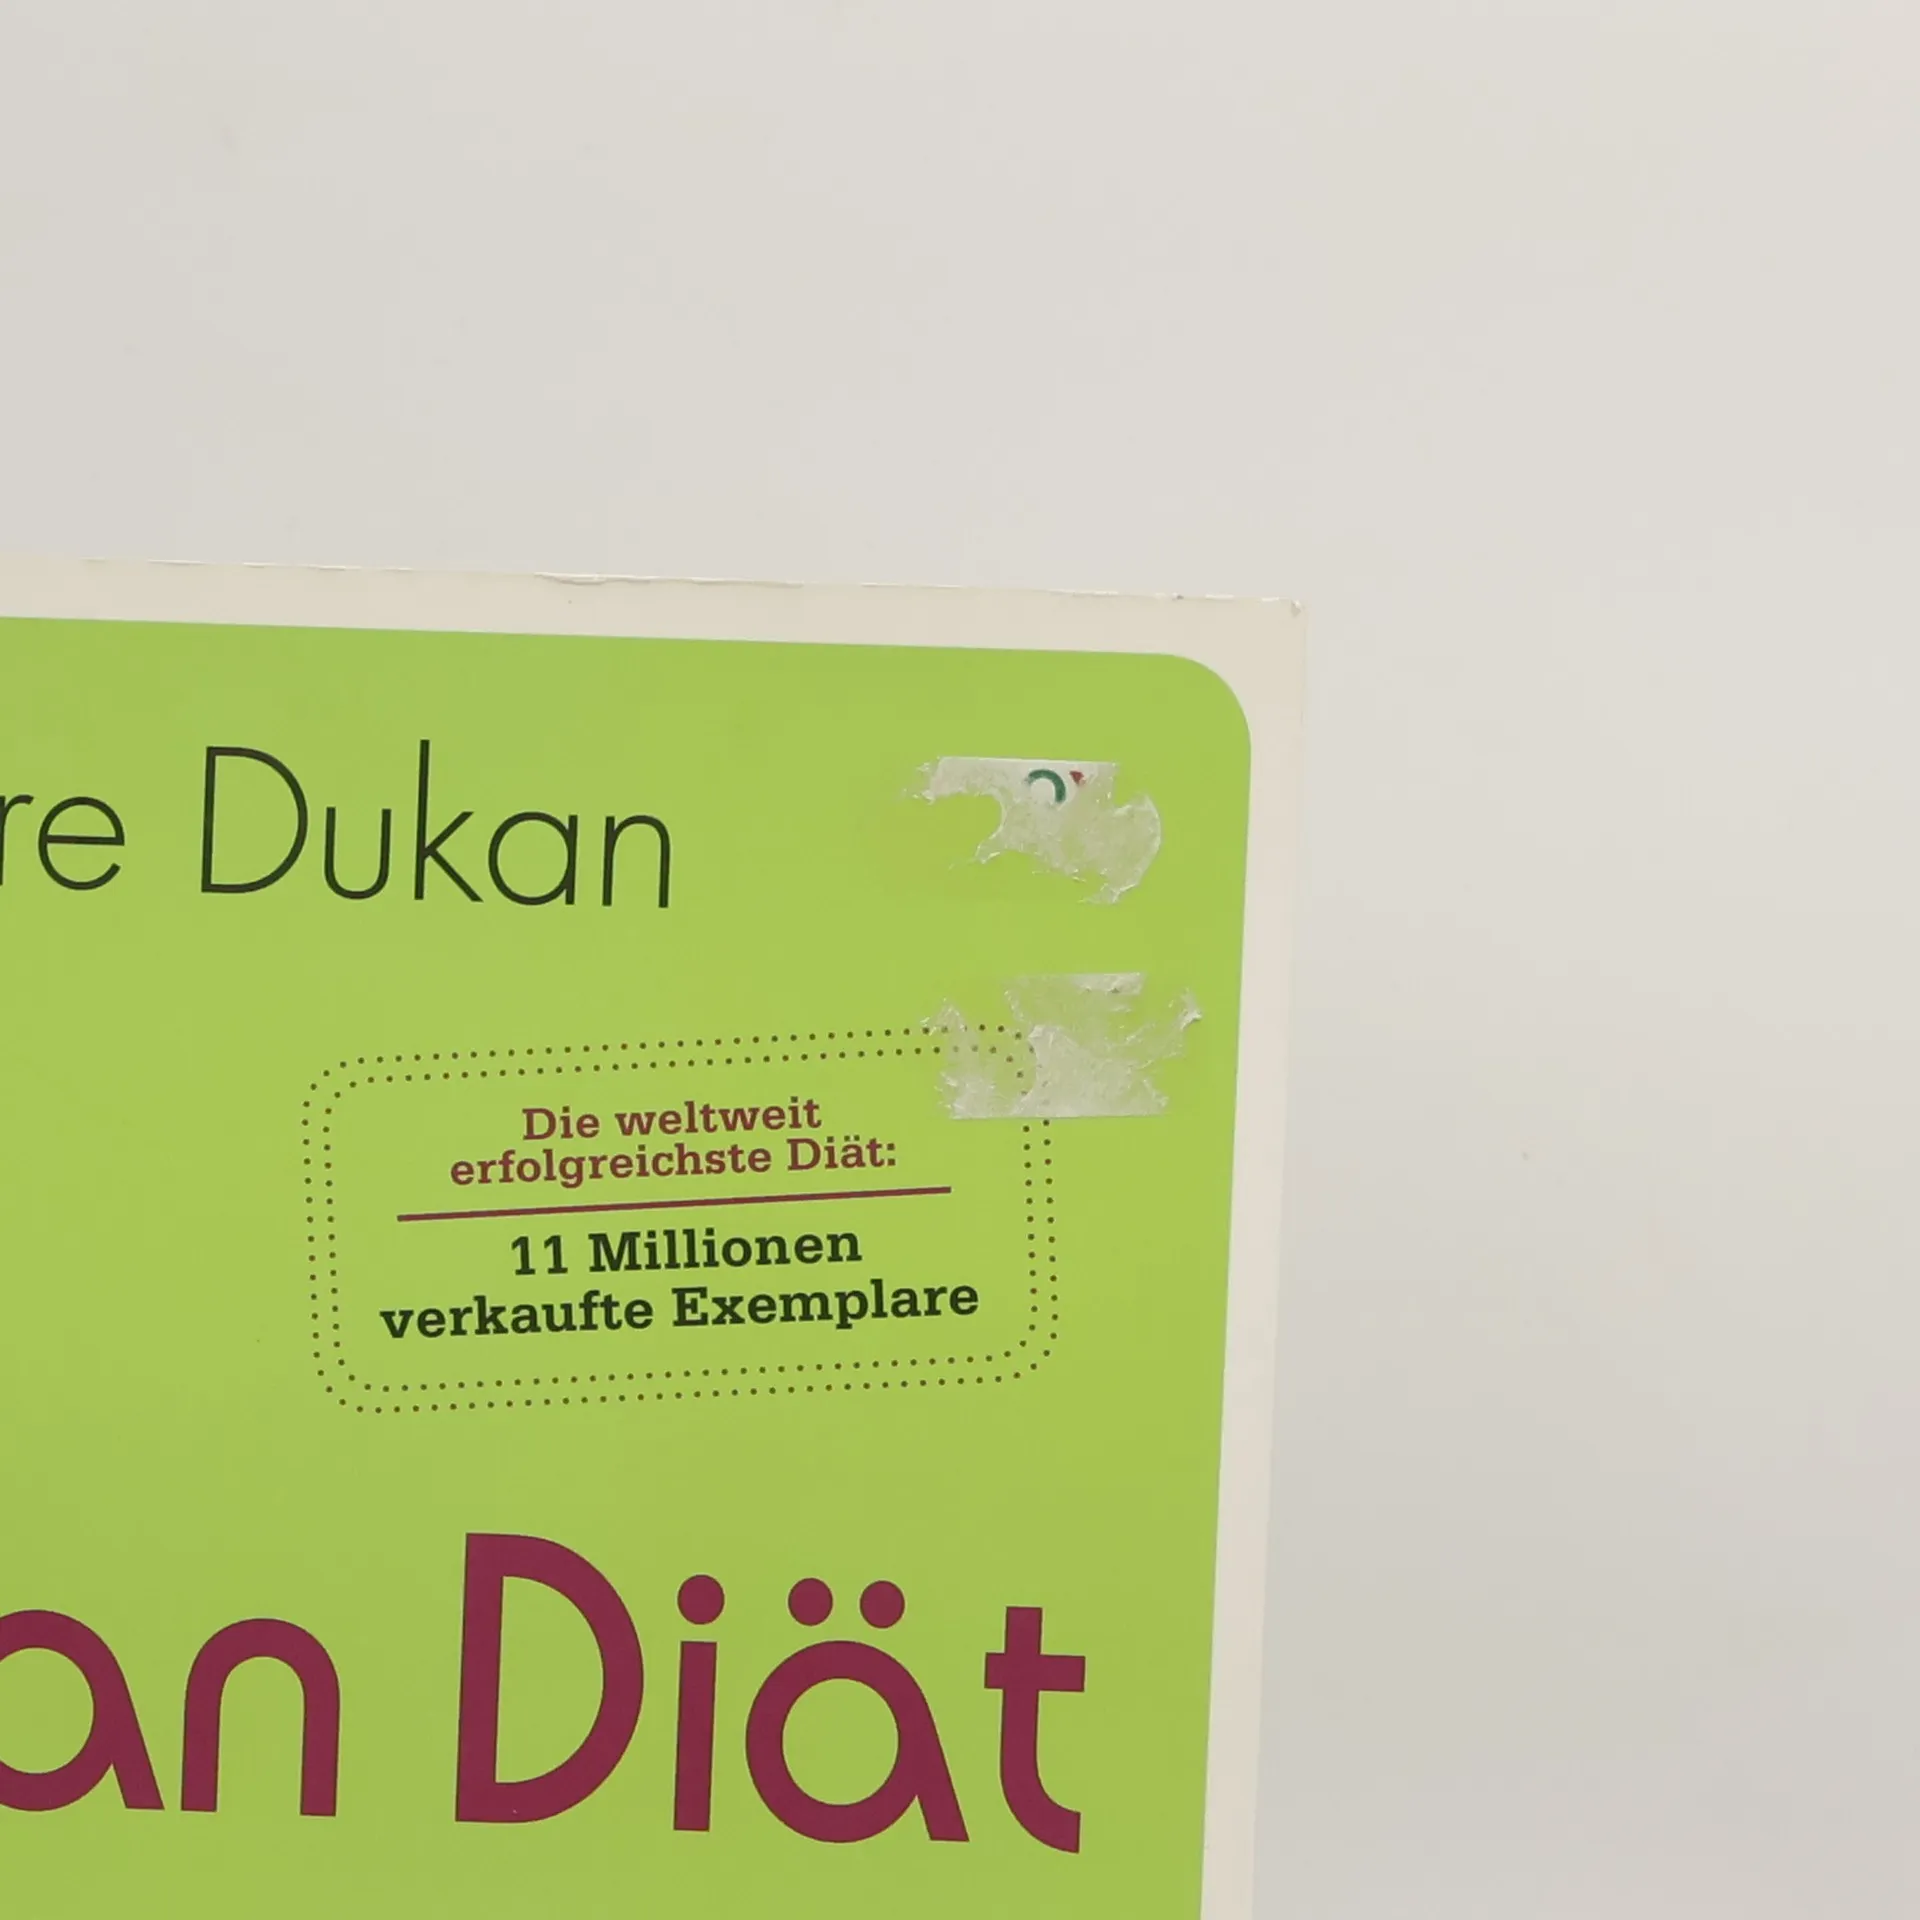 re Dukan
Die weltweit
erfolgreichste Diät:
11 Millionen
verkaufte Exemplare
an Diät